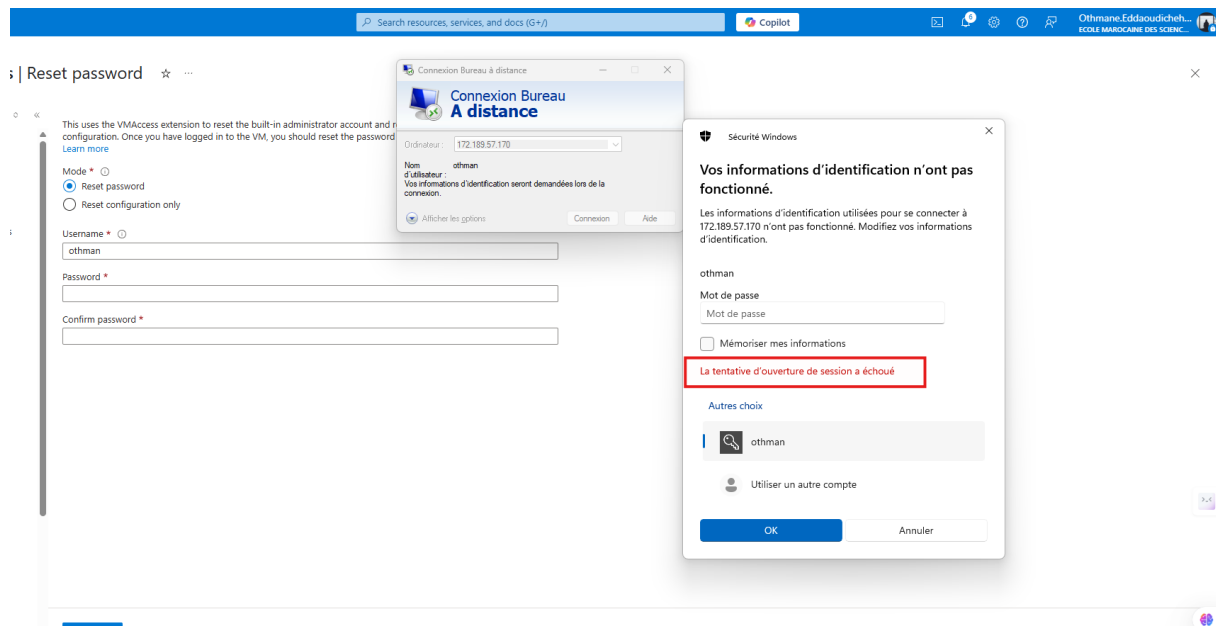 Search resources, services, and docs (G+/)
Copilot
6
Othmane.Eddaoudicheh...
ECOLE MAROCAINE DES SCIENC...
| Reset password
This uses the VMAccess extension to reset the built-in administrator account and
configuration. Once you have logged in to the VM, you should reset the password
Learn more
Mode *
Reset password
Reset configuration only
Username *
othman
Password *
Confirm password *
Connexion Bureau à distance
Connexion Bureau
A distance
Ordinateur :
172.189.57.170
Nom
d'utilisateur :
othman
Vos informations d'identification seront demandées lors de la
connexion.
Afficher les options
Connexion
Aide
Sécurité Windows
Vos informations d'identification n'ont pas
fonctionné.
Les informations d'identification utilisées pour se connecter à
172.189.57.170 n'ont pas fonctionné. Modifiez vos informations
d'identification.
othman
Mot de passe
Mot de passe
Mémoriser mes informations
La tentative d'ouverture de session a échoué
Autres choix
othman
Utiliser un autre compte
OK
Annuler